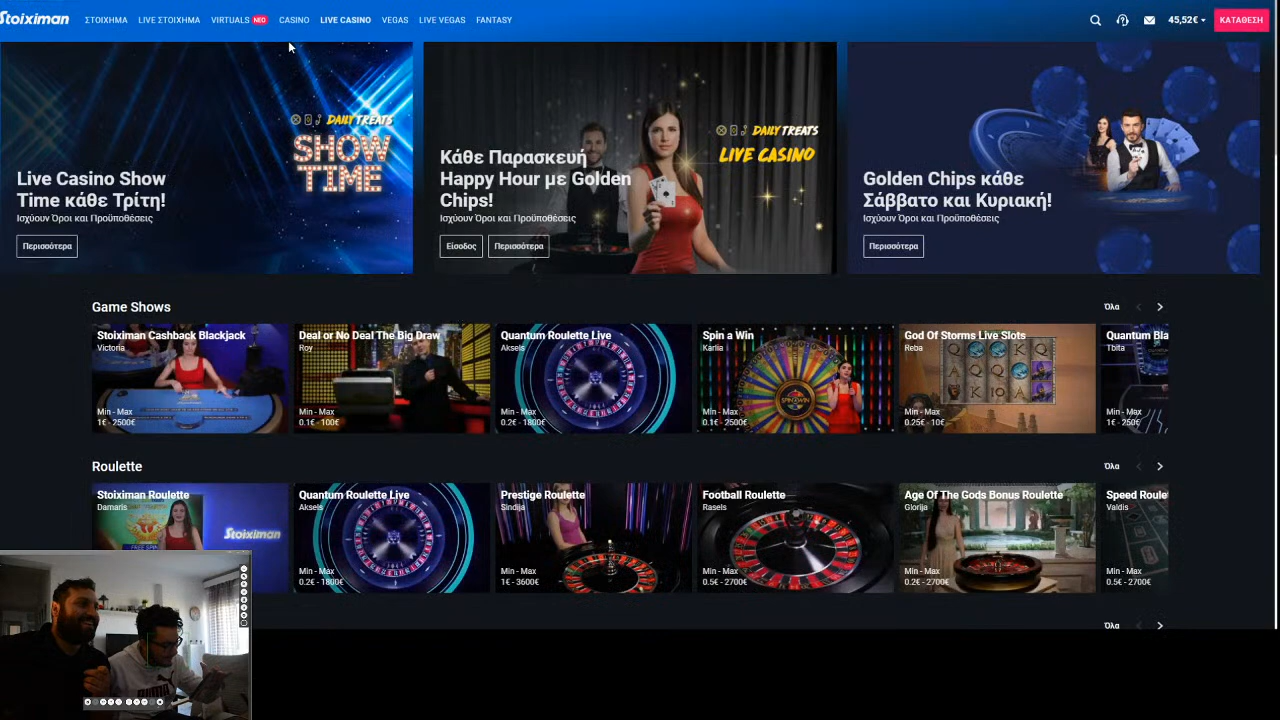 Stoiximan
ΣΤΟΙΧΗΜΑ LIVE ΣΤΟΙΧΗΜΑ VIRTUALS ΝΕΟ CASINO LIVE CASINO VEGAS LIVE VEGAS FANTASY
45,52€
ΚΑΤΑΘΕΣΗ
DAILY TREATS
SHOW
TIME
Live Casino Show
Time κάθε Τρίτη!
Ισχύουν Όροι και Προϋποθέσεις
Περισσότερα
DAILY TREATS
LIVE CASINO
Κάθε Παρασκευή
Happy Hour με Golden
Chips!
Ισχύουν Όροι και Προϋποθέσεις
Είσοδος Περισσότερα
Golden Chips κάθε
Σάββατο και Κυριακή!
Ισχύουν Όροι και Προϋποθέσεις
Περισσότερα
Game Shows
Όλα
Stoiximan Cashback Blackjack
Victoria
Min - Max
1€ - 2500€
Deal or No Deal The Big Draw
Roy
Min - Max
0.1€ - 100€
Quantum Roulette Live
Aksels
Min - Max
0.2€ - 1800€
Spin a Win
Karlia
SPIN A WIN
Min - Max
0.1€ - 2500€
God Of Storms Live Slots
Reba
Min - Max
0.25€ - 10€
Quantum Bla
Tbita
Min - Max
1€ - 250€
Roulette
Όλα
Stoiximan Roulette
Damaris
Stoiximan
Quantum Roulette Live
Aksels
Min - Max
0.2€ - 1800€
Prestige Roulette
Sindija
Min - Max
1€ - 3600€
Football Roulette
Rasels
Min - Max
0.5€ - 2700€
Age Of The Gods Bonus Roulette
Glorija
Min - Max
0.2€ - 2700€
Speed Roule
Valdis
Min - Max
0.5€ - 2700€
Όλα
PUMA